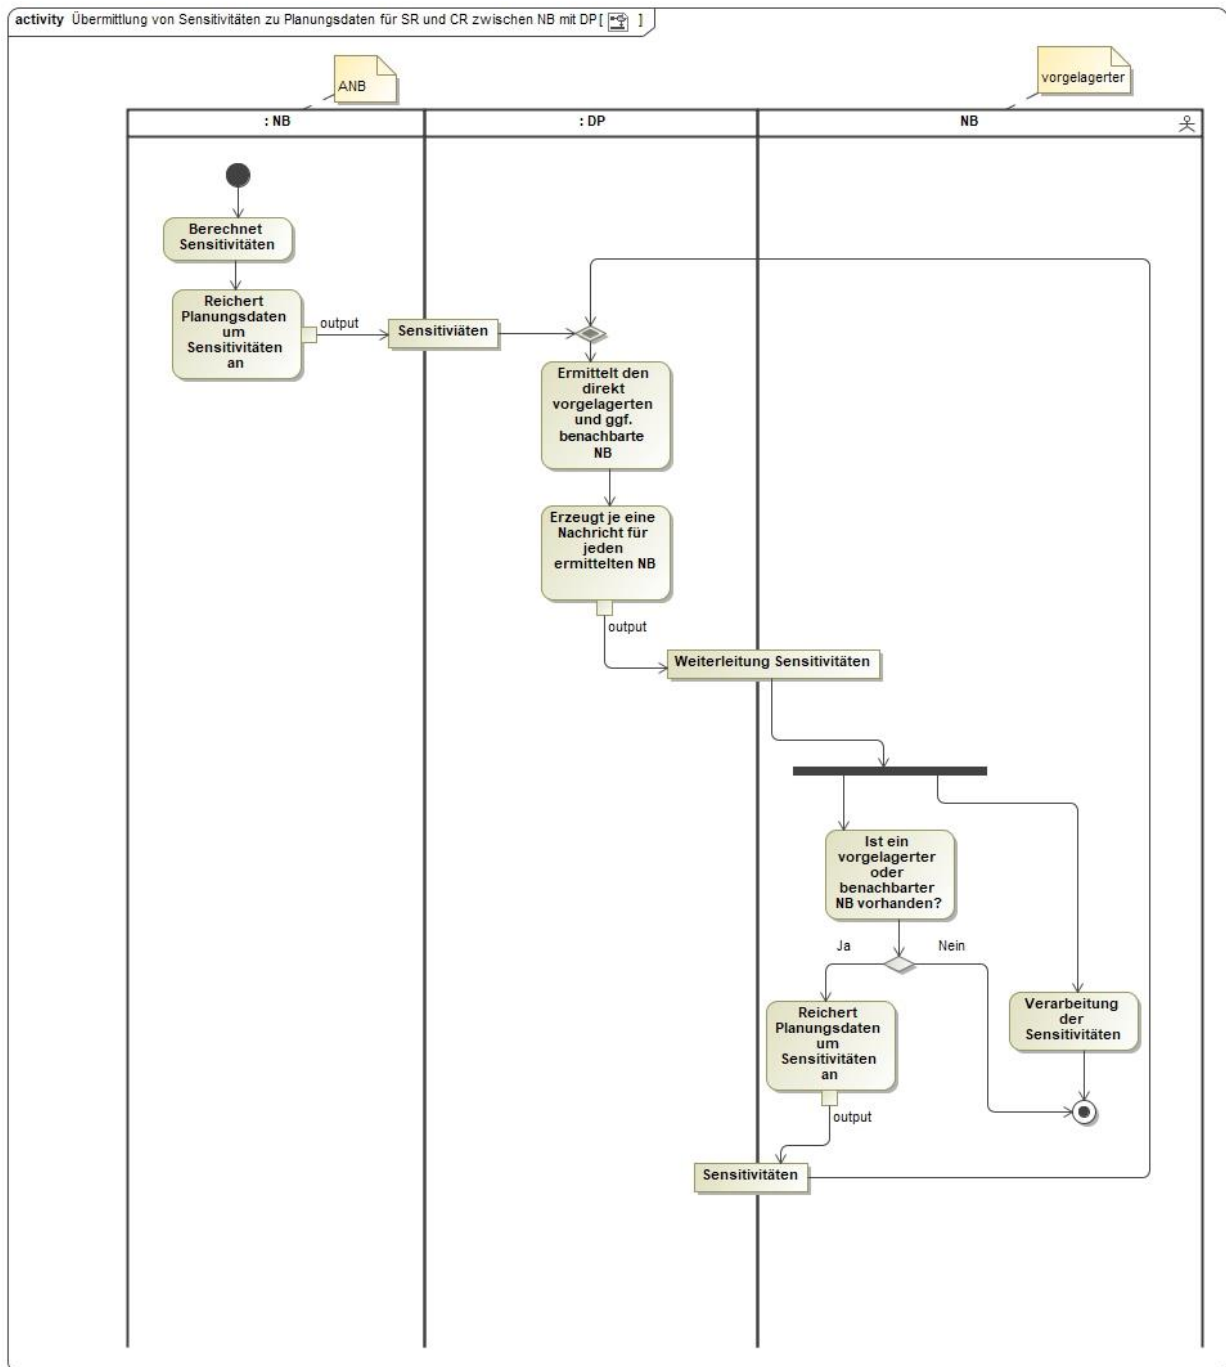 activity Übermittlung von Sensitivitäten zu Planungsdaten für SR und CR zwischen NB mit DP[ ]
ANB
vorgelagerter
: NB
: DP
NB
Berechnet
Sensitivitäten
Reichert
Planungsdaten
um
Sensitivitäten
an
output
Sensitiviäten
Ermittelt den
direkt
vorgelagerten
und ggf.
benachbarte
NB
Erzeugt je eine
Nachricht für
jeden
ermittelten NB
output
Weiterleitung Sensitivitäten
Ist ein
vorgelagerter
oder
benachbarter
NB vorhanden?
Ja
Nein
Reichert
Planungsdaten
um
Sensitivitäten
an
Verarbeitung
der
Sensitivitäten
output
Sensitivitäten